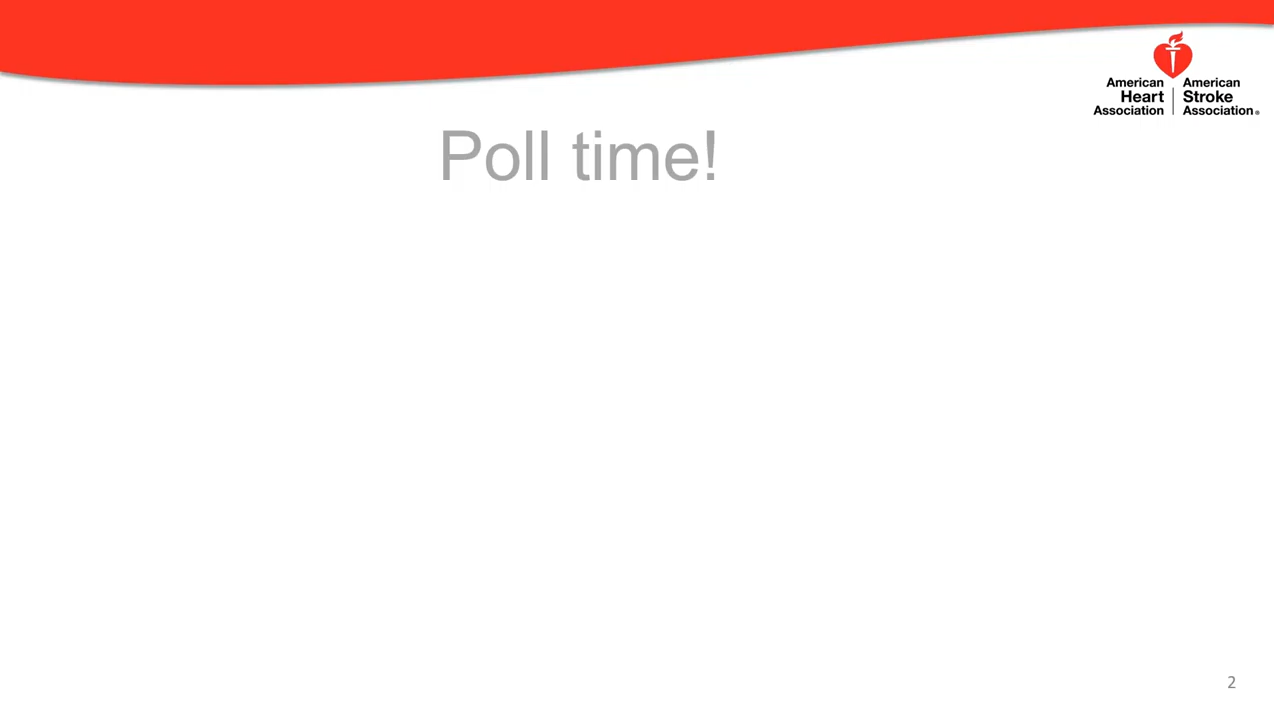 American
Heart
Association
American
Stroke
Association®
Poll time!
2